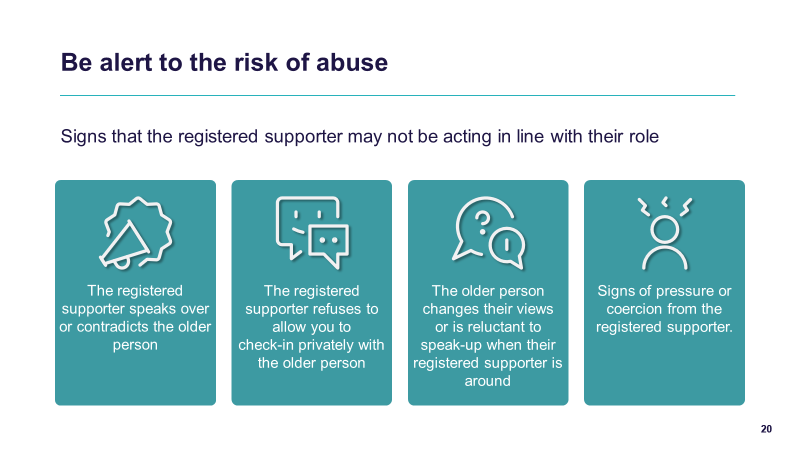 Be alert to the risk of abuse
Signs that the registered supporter may not be acting in line with their role
The registered
supporter speaks over
or contradicts the older
person
The registered
supporter refuses to
allow you to
check-in privately with
the older person
The older person
changes their views
or is reluctant to
speak-up when their
registered supporter is
around
Signs of pressure or
coercion from the
registered supporter.
20